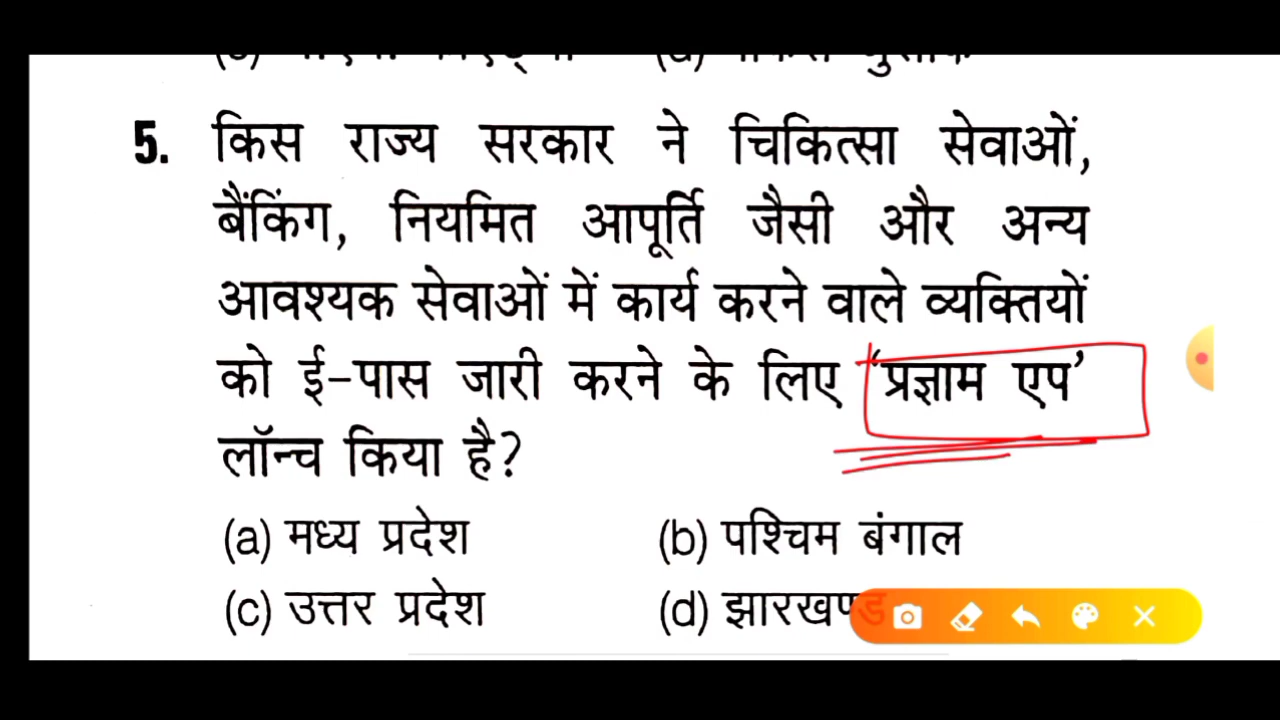 5. किस राज्य सरकार ने चिकित्सा सेवाओं,
बैंकिंग, नियमित आपूर्ति जैसी और अन्य
आवश्यक सेवाओं में कार्य करने वाले व्यक्तियों
को ई-पास जारी करने के लिए ‘प्रज्ञाम एप’
लॉन्च किया है?
(a) मध्य प्रदेश (b) पश्चिम बंगाल
(c) उत्तर प्रदेश (d) झारखण्ड